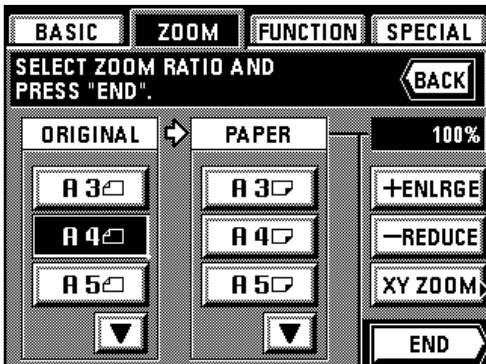 BASIC ZOOM FUNCTION SPECIAL
SELECT ZOOM RATIO AND
PRESS "END".
BACK
ORIGINAL PAPER 100%
A3 A3 +ENLRGE
A4 A4 −REDUCE
A5 A5 XY ZOOM
END